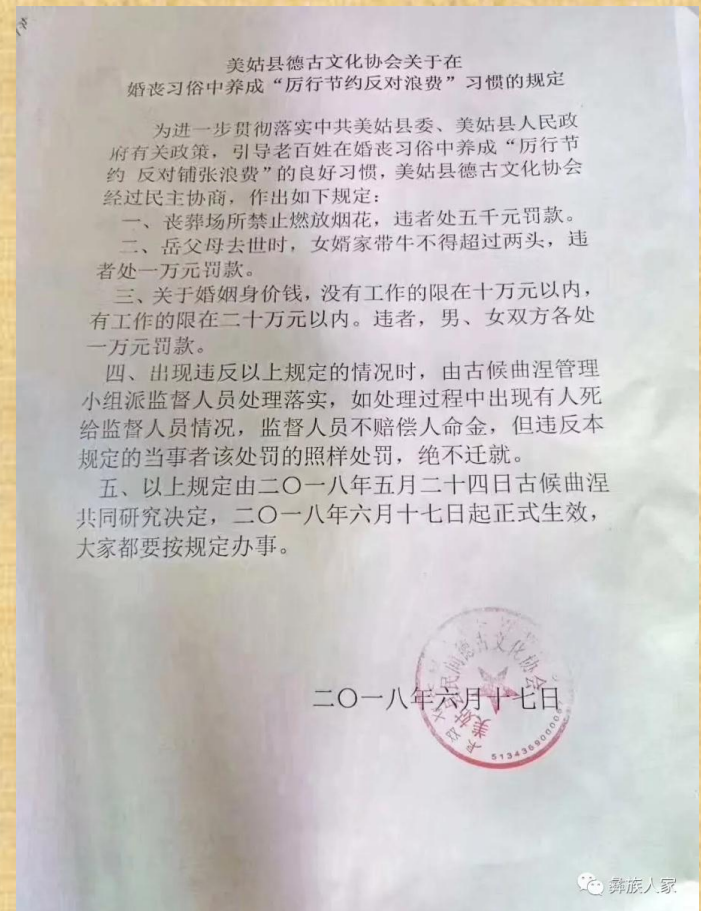 美姑县德古文化协会关于在
婚丧习俗中养成“厉行节约反对浪费”习惯的规定
为进一步贯彻落实中共美姑县委、美姑县人民政
府有关政策，引导老百姓在婚丧习俗中养成“厉行节
约 反对铺张浪费”的良好习惯，美姑县德古文化协会
经过民主协商，作出如下规定：
一、丧葬场所禁止燃放烟花，违者处五千元罚款。
二、岳父母去世时，女婿家带牛不得超过两头，违
者处一万元罚款。
三、关于婚姻身价钱，没有工作的限在十万元以内，
有工作的限在二十万元以内。违者，男、女双方各处
一万元罚款。
四、出现违反以上规定的情况时，由古候曲涅管理
小组派监督人员处理落实，如处理过程中出现有人死
给监督人员情况，监督人员不赔偿人命金，但违反本
规定的当事者该处罚的照样处罚，绝不迁就。
五、以上规定由二〇一八年五月二十四日古候曲涅
共同研究决定，二〇一八年六月十七日起正式生效，
大家都要按规定办事。
二〇一八年六月十七日
美姑县民间德古文化协会
彝族人家